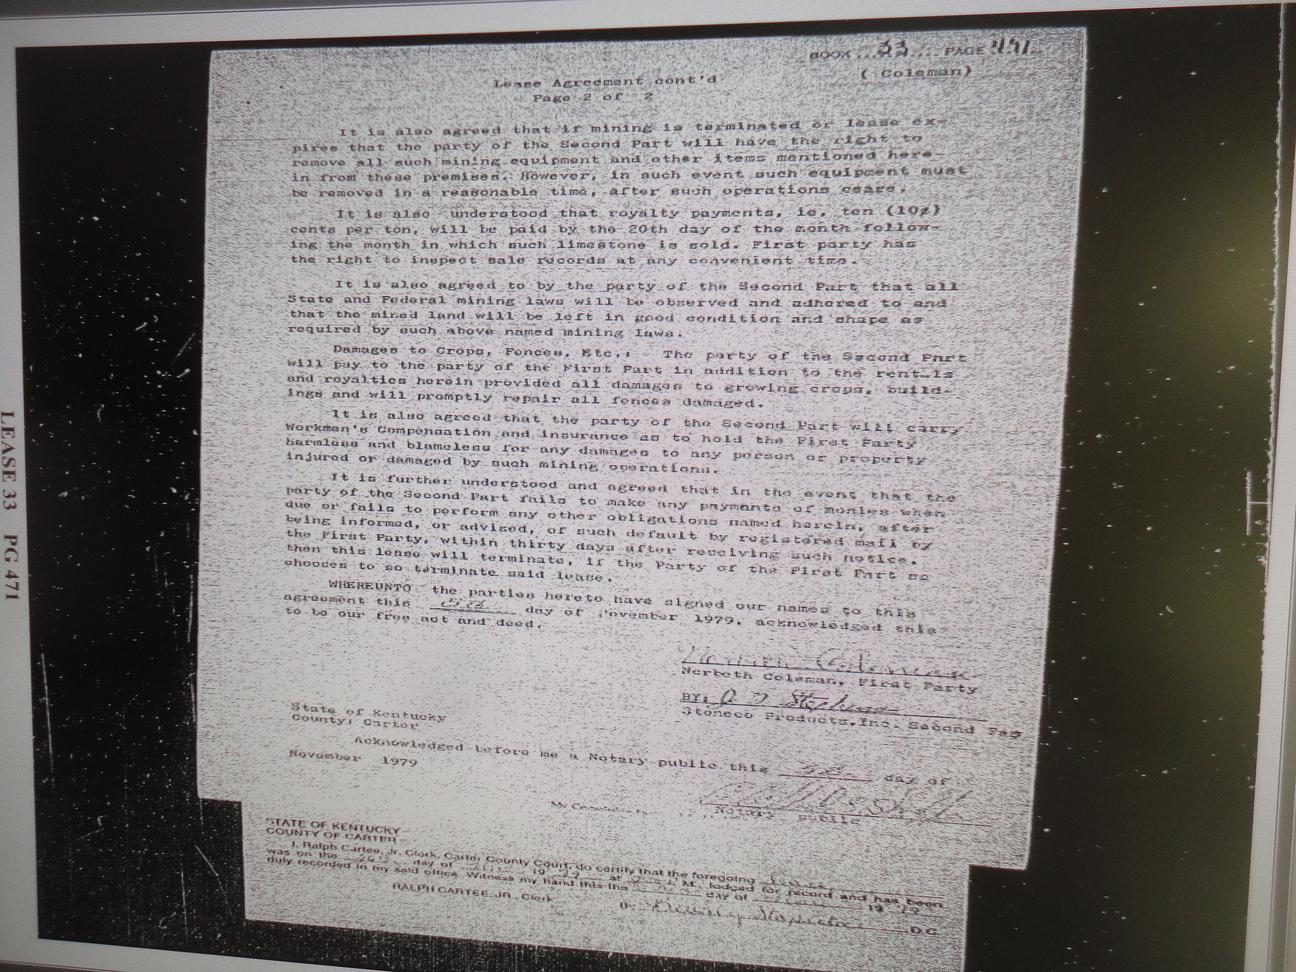 BOOK ... 33 ... PAGE 471
( Coleman)
Lease Agreement cont'd
Page 2 of 2
It is also agreed that if mining is terminated or lease ex-
pires that the party of the Second Part will have the right to
remove all such mining equipment and other items mentioned here-
in from these premises. However, in such event such equipment must
be removed in a reasonable time, after such operations cease.
It is also understood that royalty payments, ie. ten (10¢)
cents per ton, will be paid by the 20th day of the month follow-
ing the month in which such limestone is sold. First party has
the right to inspect sale records at any convenient time.
It is also agreed to by the party of the Second Part that all
State and Federal mining laws will be observed and adhered to and
that the mined land will be left in good condition and shape as
required by such above named mining laws.
Damages to Crops, Fences, Etc.: The party of the Second Part
will pay to the party of the First Part in addition to the rentals
and royalties herein provided all damages to growing crops, build-
ings and will promptly repair all fences damaged.
It is also agreed that the party of the Second Part will carry
Workmen's Compensation and insurance so to hold the First Party
harmless and blameless for any damages to any person or property
injured or damaged by such mining operations.
It is further understood and agreed that in the event that the
party of the Second Part fails to make any payments of monies when
due or fails to perform any other obligations named herein, after
being informed, or advised, of such default by registered mail by
the First Party, within thirty days after receiving such notice.
then this lease will terminate, if the Party of the First Part so
chooses to so terminate said lease.
WHEREUNTO the parties hereto have signed our names to this
agreement this day of November 1979, acknowledged this
to be our free act and deed.
Norbeth Coleman, First Party
BY: O D Stephens
Stoneco Products, Inc. Second Par
State of Kentucky
County: Carter
Acknowledged before me a Notary public this day of
November 1979
Notary public
My
STATE OF KENTUCKY
COUNTY OF CARTER
I, Ralph Cartee, Jr. Clerk, Carter County Court, do certify that the foregoing
was on the day of 19 at M., lodged for record and has been
duly recorded in my said office. Witness my hand this the day of 19
RALPH CARTEE, JR., Clerk
By D.C.
LEASE 33 PG 471